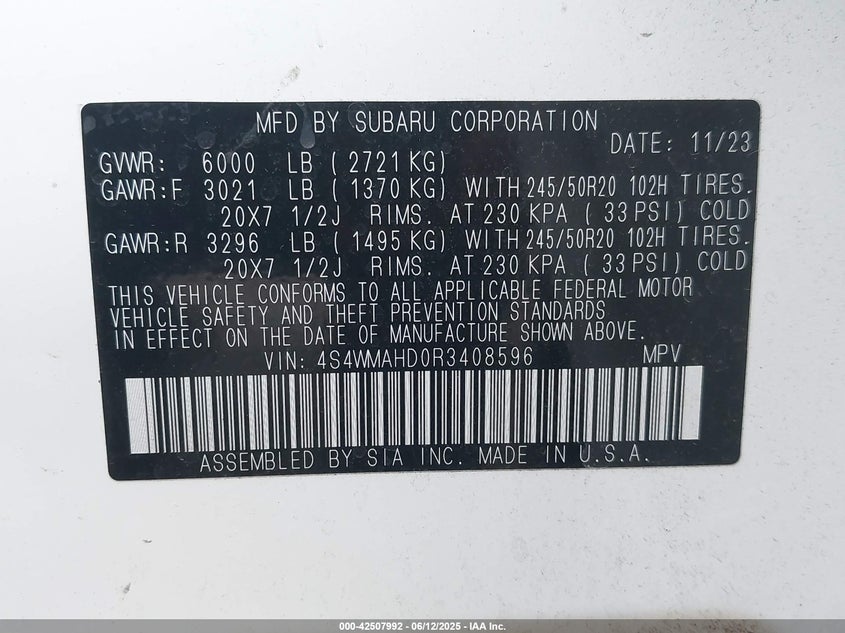 MFD BY SUBARU CORPORATION
DATE: 11/23
GVWR: 6000 LB ( 2721 KG)
GAWR:F 3021 LB ( 1370 KG) WITH 245/50R20 102H TIRES.
20X7 1/2J RIMS. AT 230 KPA ( 33 PSI) COLD
GAWR:R 3296 LB ( 1495 KG) WITH 245/50R20 102H TIRES.
20X7 1/2J RIMS. AT 230 KPA ( 33 PSI) COLD
THIS VEHICLE CONFORMS TO ALL APPLICABLE FEDERAL MOTOR
VEHICLE SAFETY AND THEFT PREVENTION STANDARDS
IN EFFECT ON THE DATE OF MANUFACTURE SHOWN ABOVE.
VIN: 4S4WMAHD0R3408596 MPV
ASSEMBLED BY SIA INC. MADE IN U.S.A.
000-42507992 - 06/12/2025 - IAA Inc.